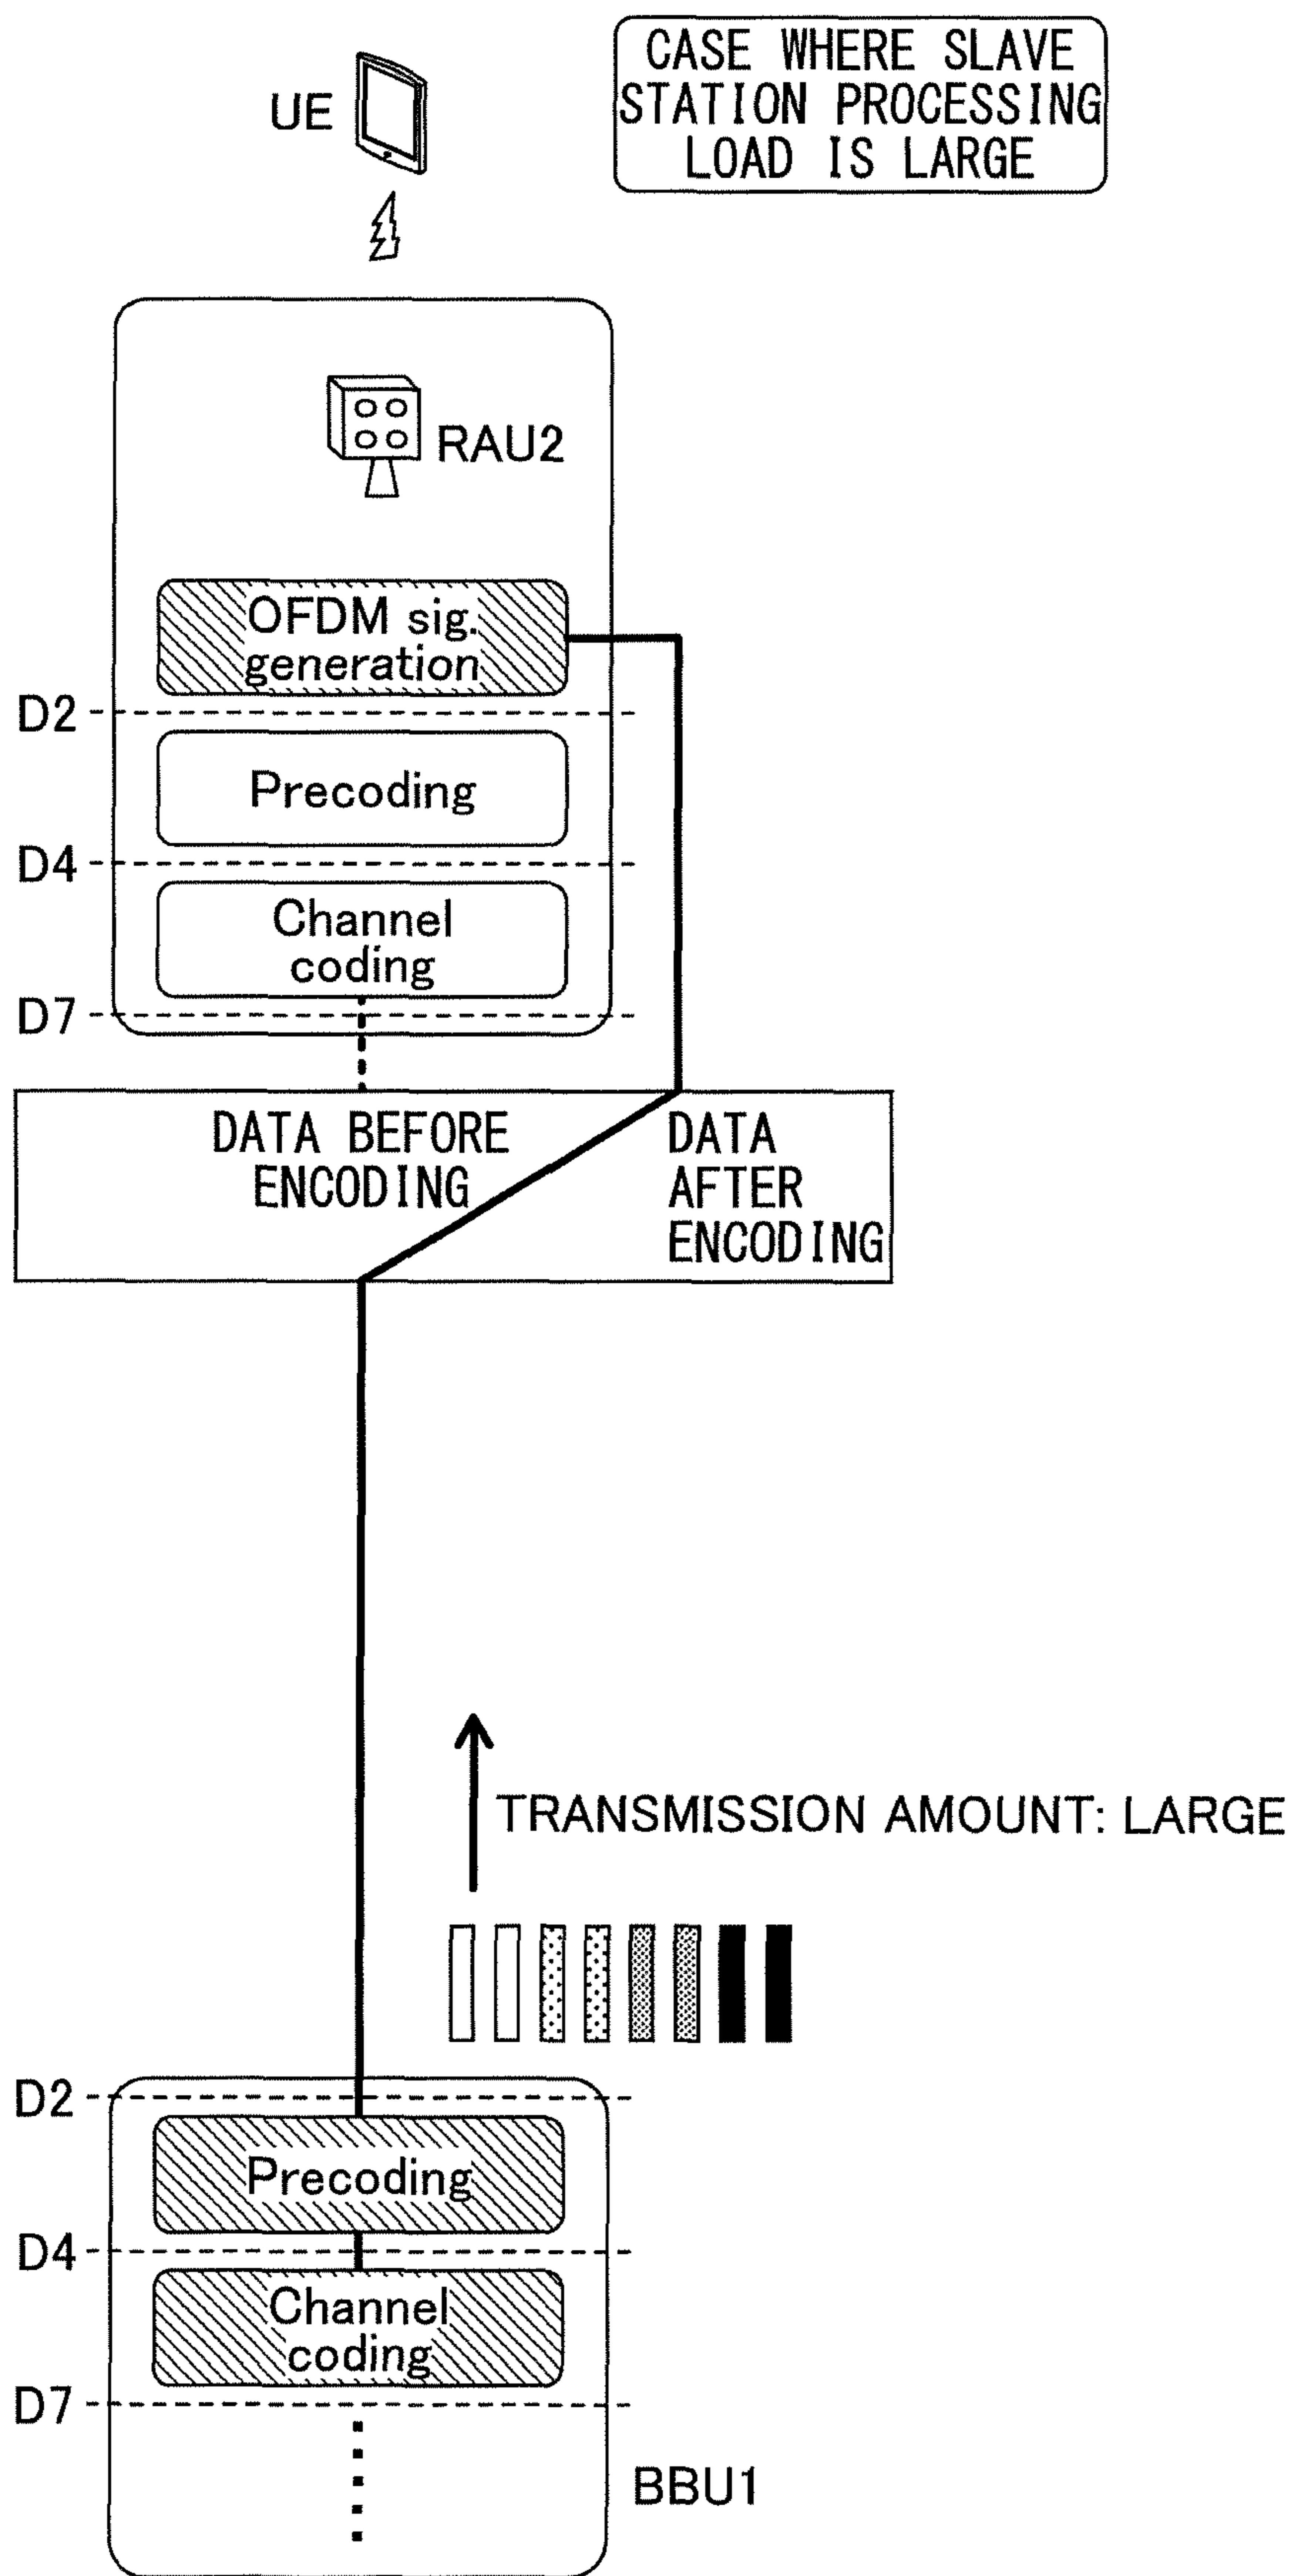 CASE WHERE SLAVE
STATION PROCESSING
LOAD IS LARGE
UE
RAU2
OFDM sig.
generation
D2
Precoding
D4
Channel
coding
D7
DATA BEFORE
ENCODING
DATA
AFTER
ENCODING
TRANSMISSION AMOUNT: LARGE
D2
Precoding
D4
Channel
coding
D7
BBU1